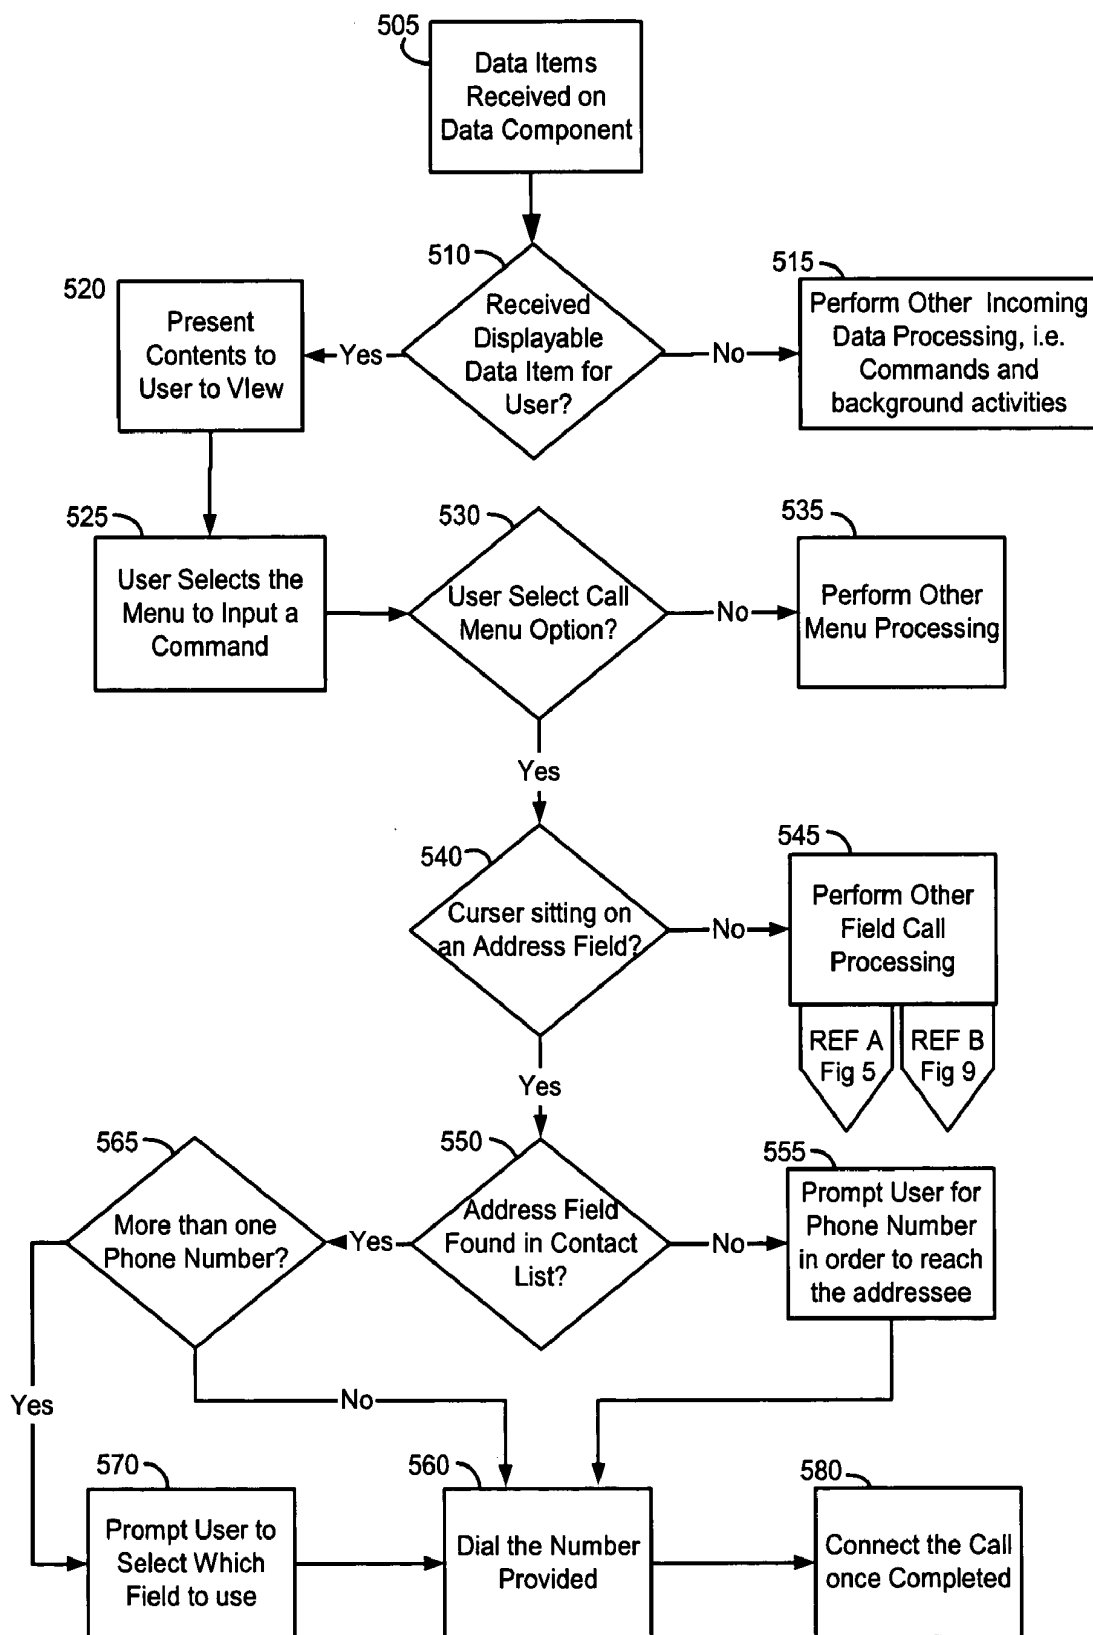 505
Data Items
Received on
Data Component
510
Received
Displayable
Data Item for
User?
515
Perform Other Incoming
Data Processing, i.e.
Commands and
background activities
520
Present
Contents to
User to VIew
Yes
No
525
User Selects the
Menu to Input a
Command
530
User Select Call
Menu Option?
No
535
Perform Other
Menu Processing
Yes
540
Curser sitting on
an Address Field?
No
545
Perform Other
Field Call
Processing
REF A
Fig 5
REF B
Fig 9
Yes
565
More than one
Phone Number?
Yes
550
Address Field
Found in Contact
List?
No
555
Prompt User for
Phone Number
in order to reach
the addressee
Yes
No
570
Prompt User to
Select Which
Field to use
560
Dial the Number
Provided
580
Connect the Call
once Completed